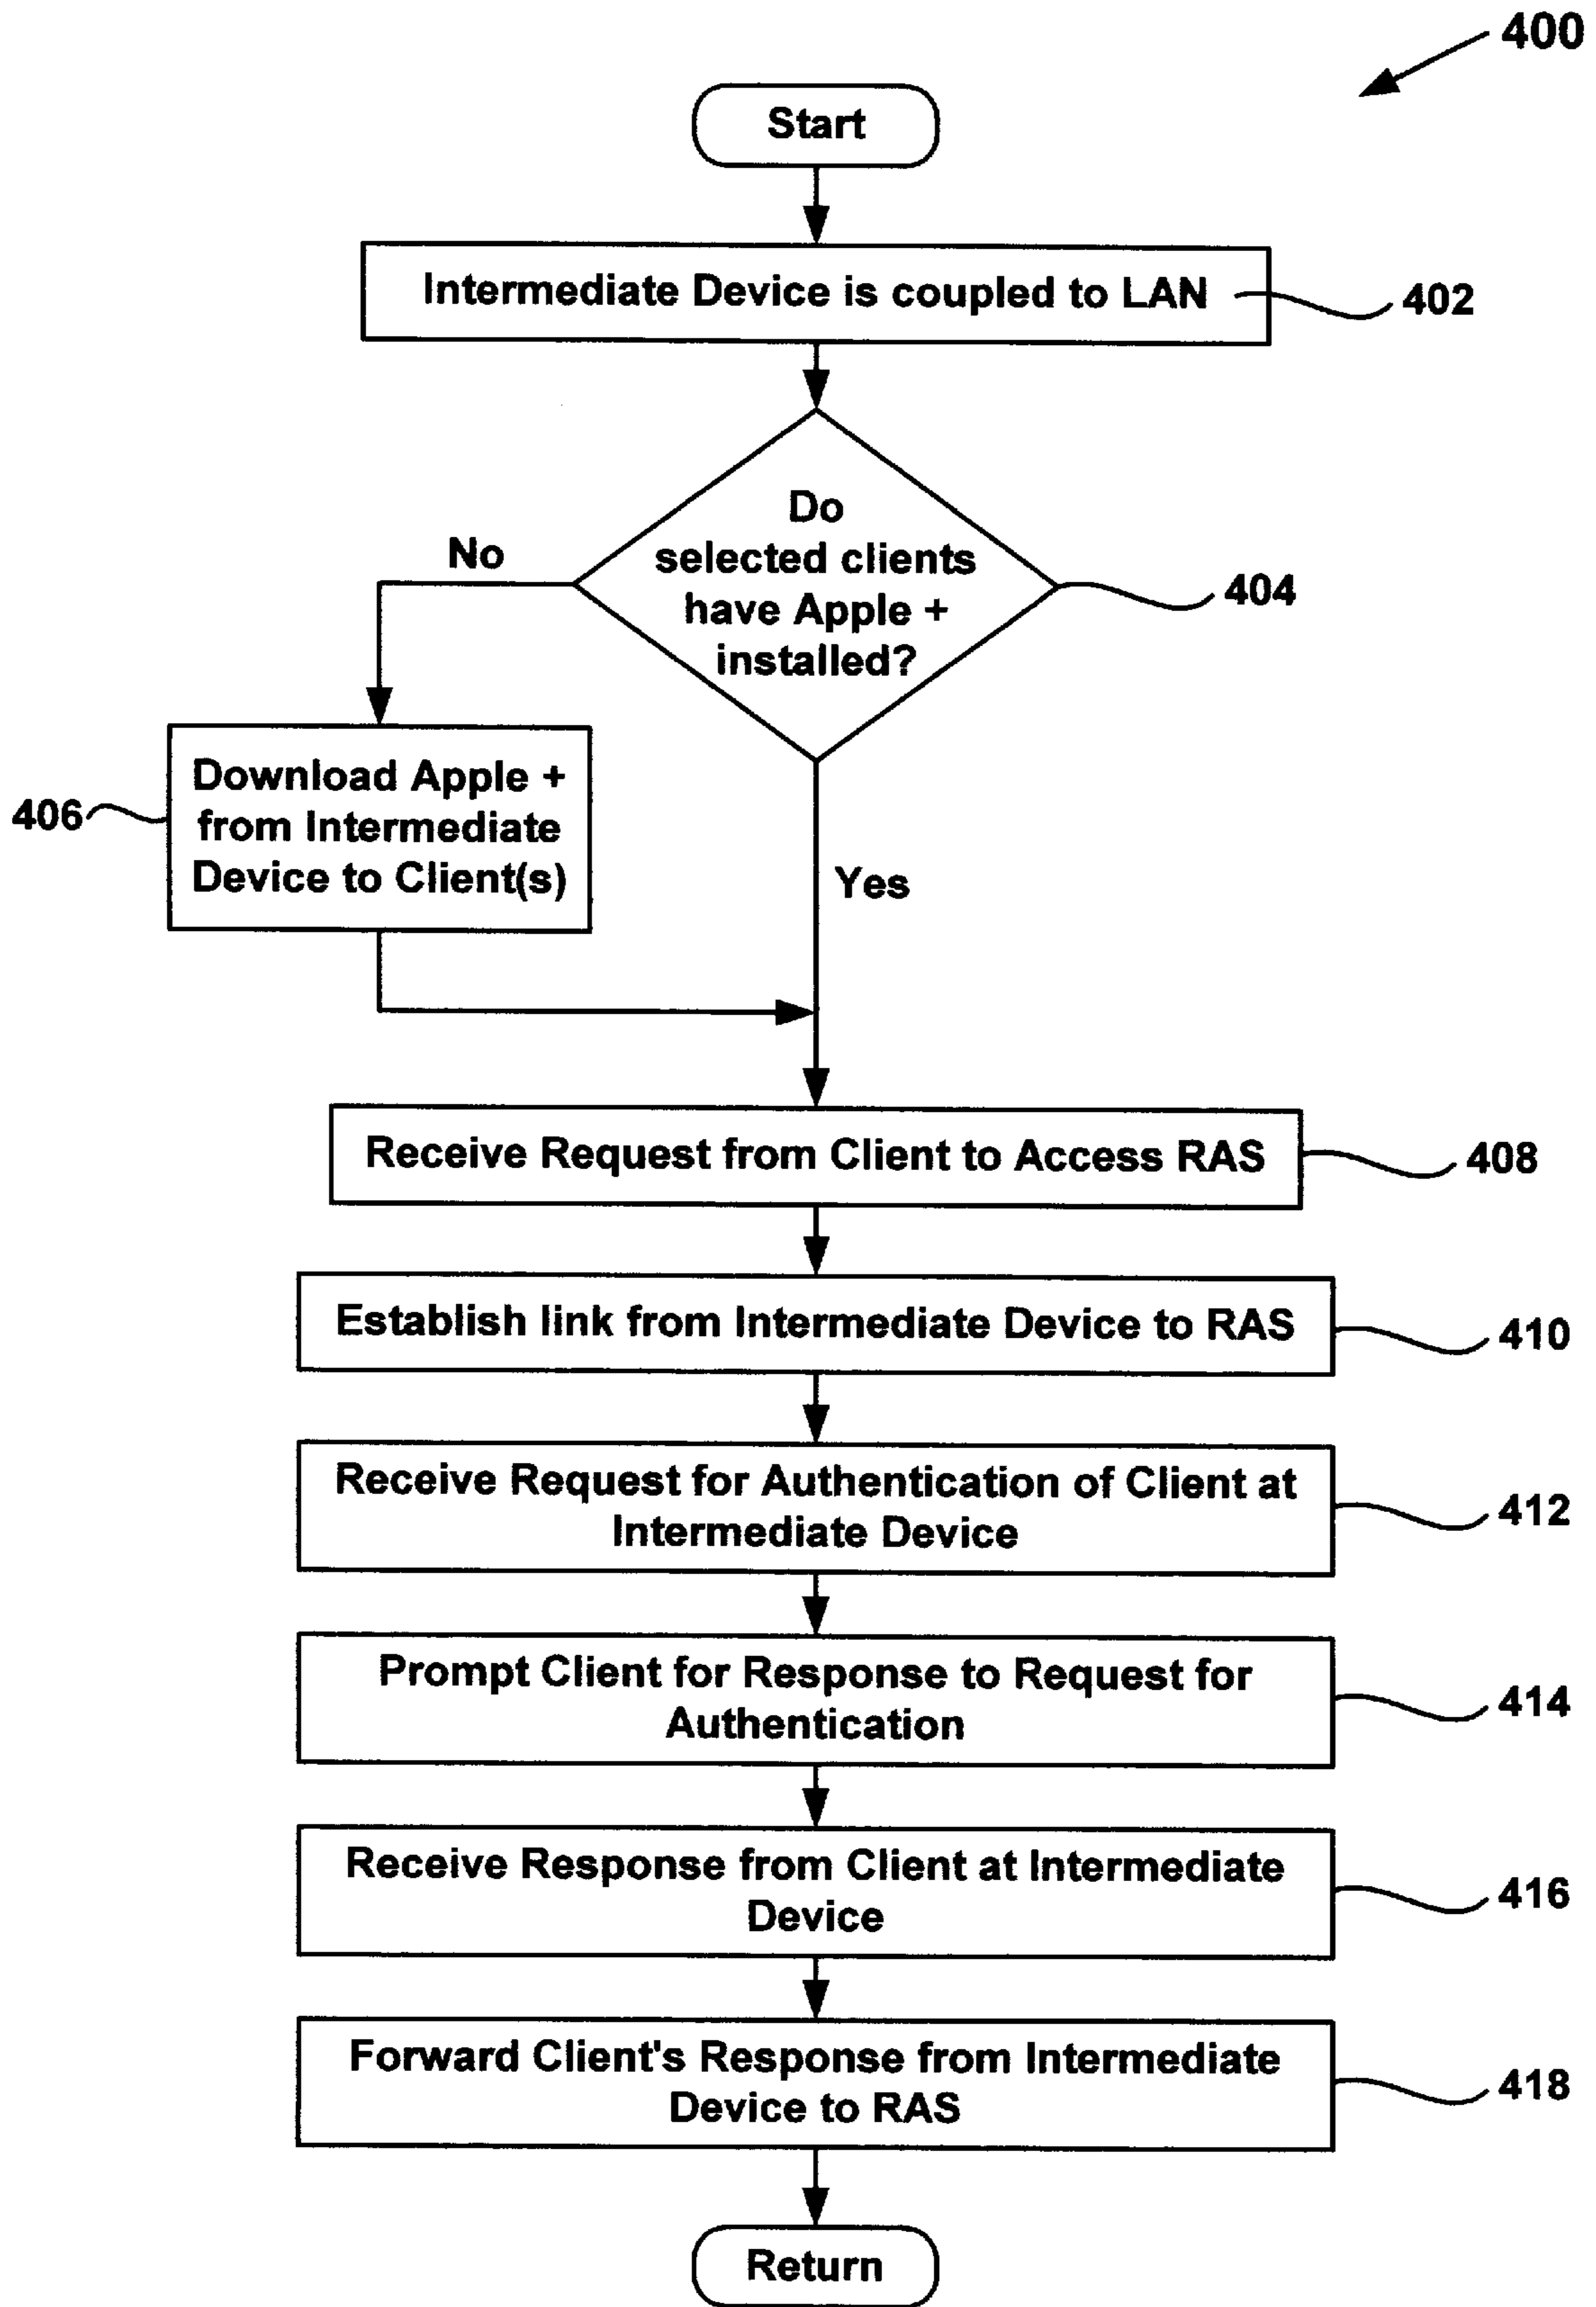 400
Start
Intermediate Device is coupled to LAN
402
Do
selected clients
have Apple +
installed?
404
No
Download Apple +
from Intermediate
Device to Client(s)
406
Yes
Receive Request from Client to Access RAS
408
Establish link from Intermediate Device to RAS
410
Receive Request for Authentication of Client at
Intermediate Device
412
Prompt Client for Response to Request for
Authentication
414
Receive Response from Client at Intermediate
Device
416
Forward Client's Response from Intermediate
Device to RAS
418
Return